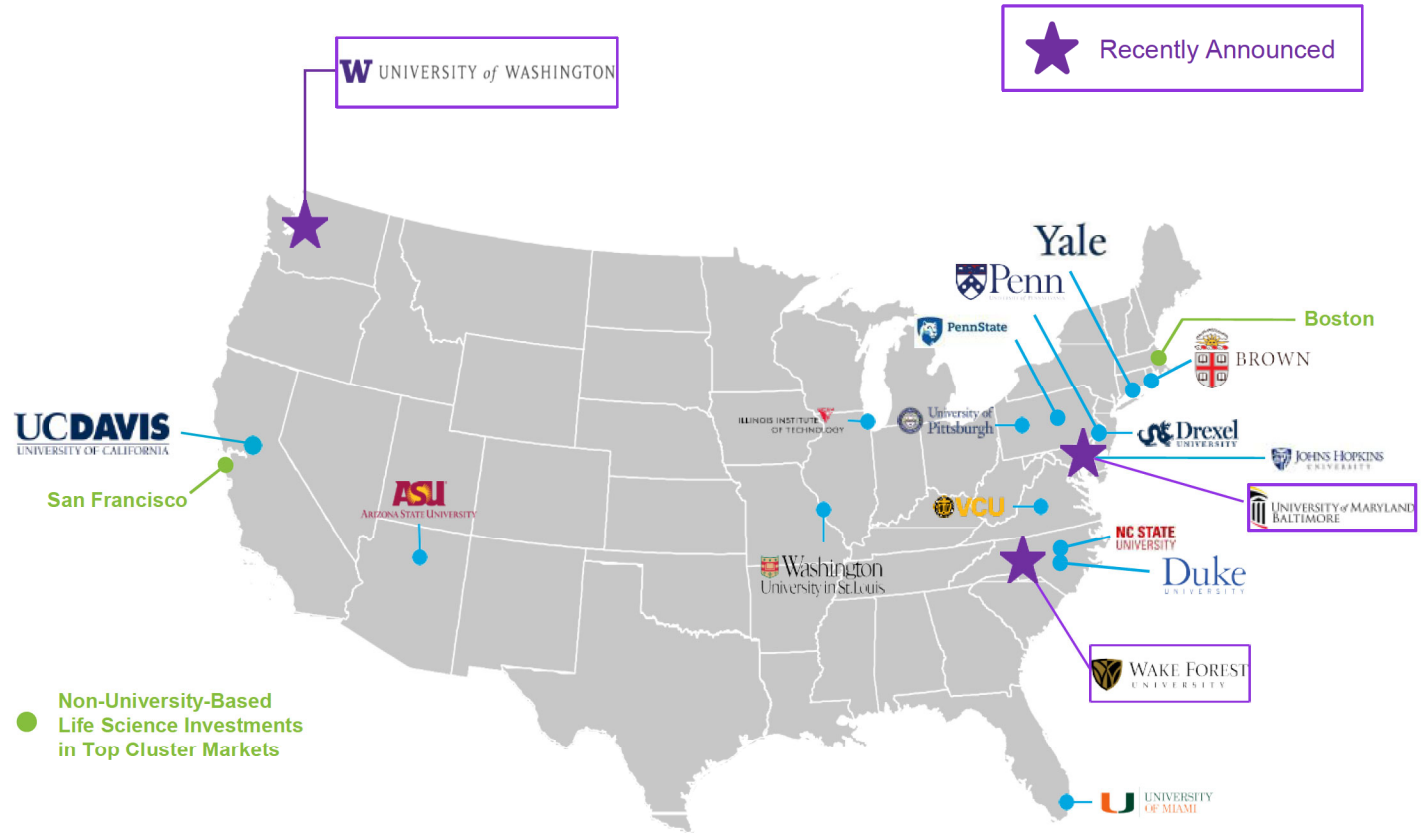 Recently Announced
W UNIVERSITY of WASHINGTON
Yale
Penn
PennState
Boston
BROWN
ILLINOIS INSTITUTE
OF TECHNOLOGY
University of
Pittsburgh
Drexel
UNIVERSITY
JOHNS HOPKINS
UNIVERSITY
UNIVERSITY of MARYLAND
BALTIMORE
UCDAVIS
UNIVERSITY OF CALIFORNIA
San Francisco
ASU
ARIZONA STATE UNIVERSITY
VCU
NC STATE
UNIVERSITY
Duke
UNIVERSITY
Washington
University in St. Louis
WAKE FOREST
UNIVERSITY
Non-University-Based
Life Science Investments
in Top Cluster Markets
U UNIVERSITY
OF MIAMI